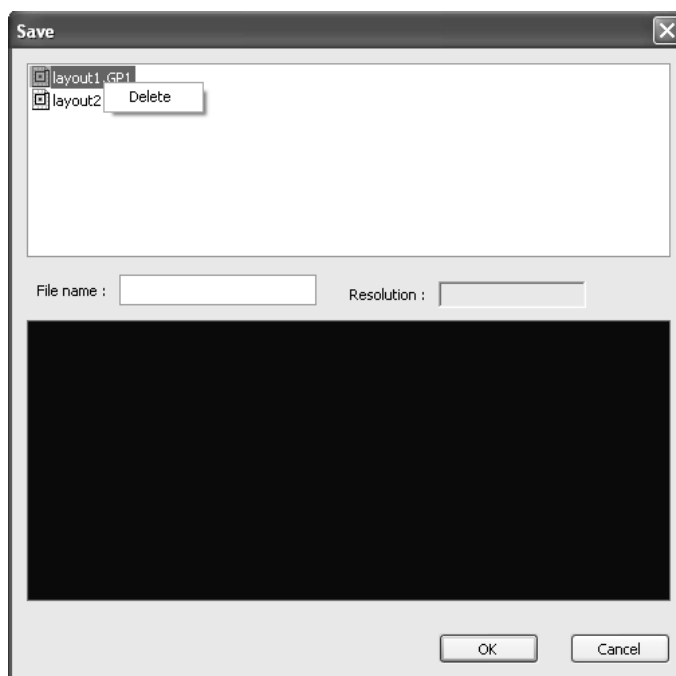 Save
layout1.GP1
layout2
Delete
File name :
Resolution :
OK
Cancel